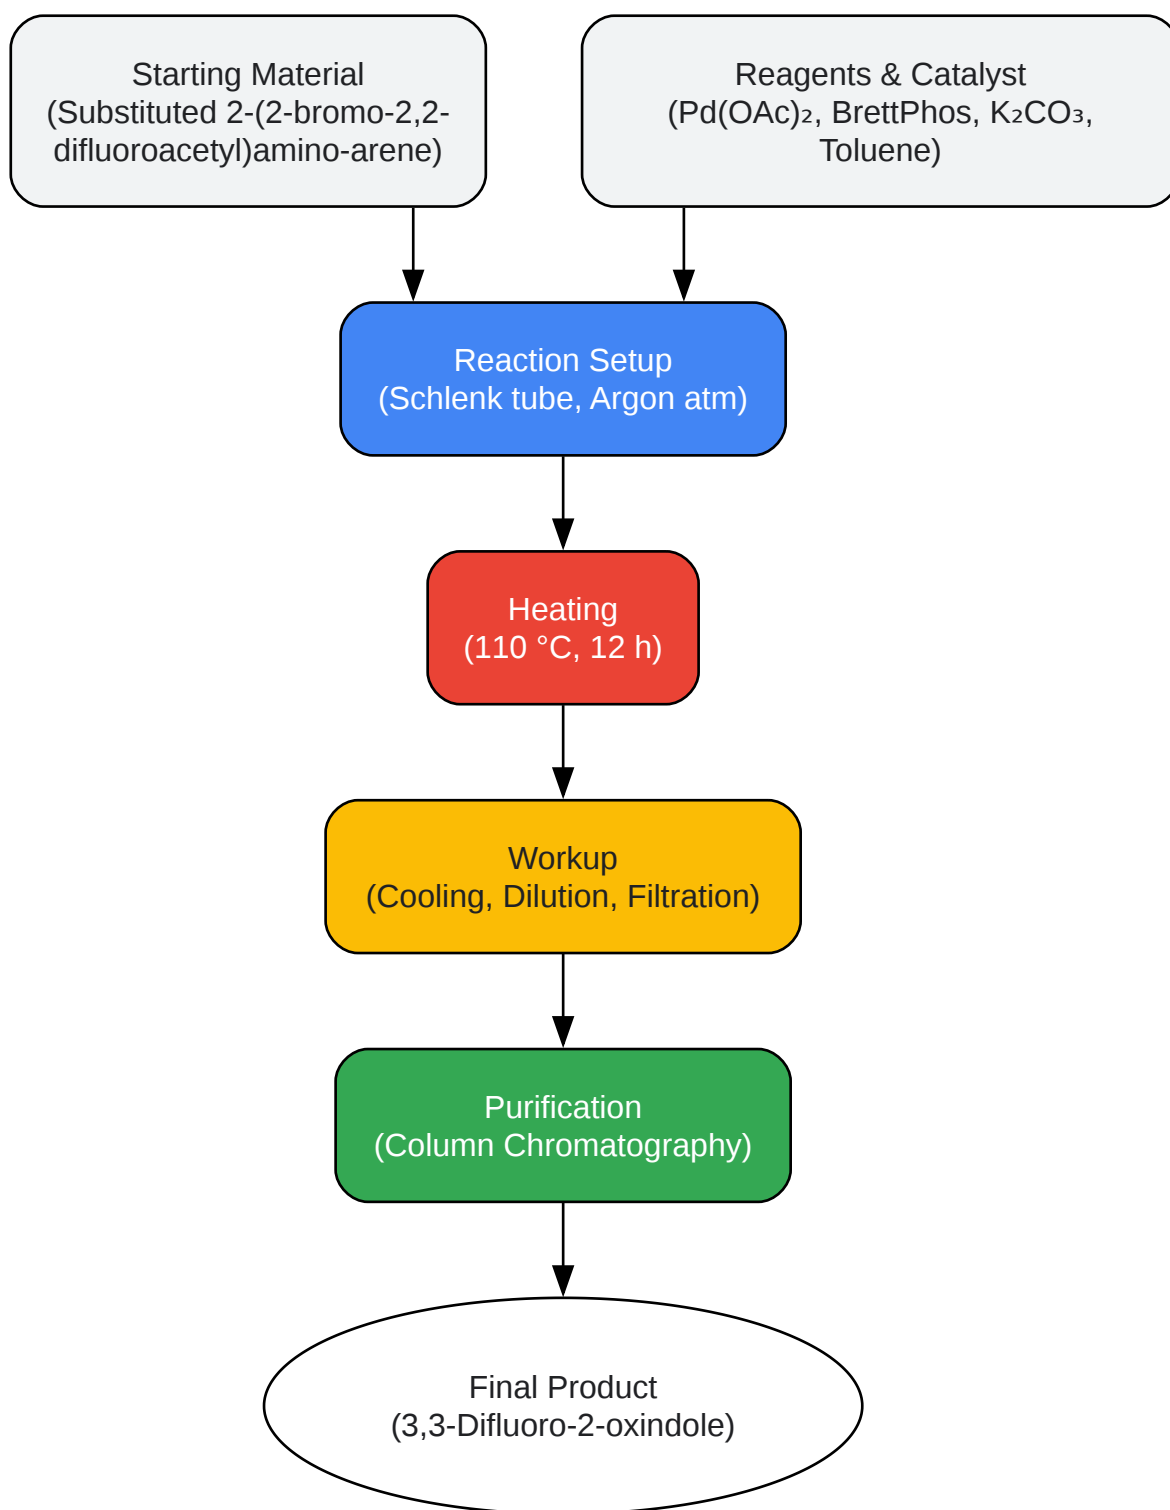 Starting Material
(Substituted 2-(2-bromo-2,2-
difluoroacetyl)amino-arene)
Reagents & Catalyst
(Pd(OAc)₂, BrettPhos, K₂CO₃,
Toluene)
Reaction Setup
(Schlenk tube, Argon atm)
Heating
(110 °C, 12 h)
Workup
(Cooling, Dilution, Filtration)
Purification
(Column Chromatography)
Final Product
(3,3-Difluoro-2-oxindole)